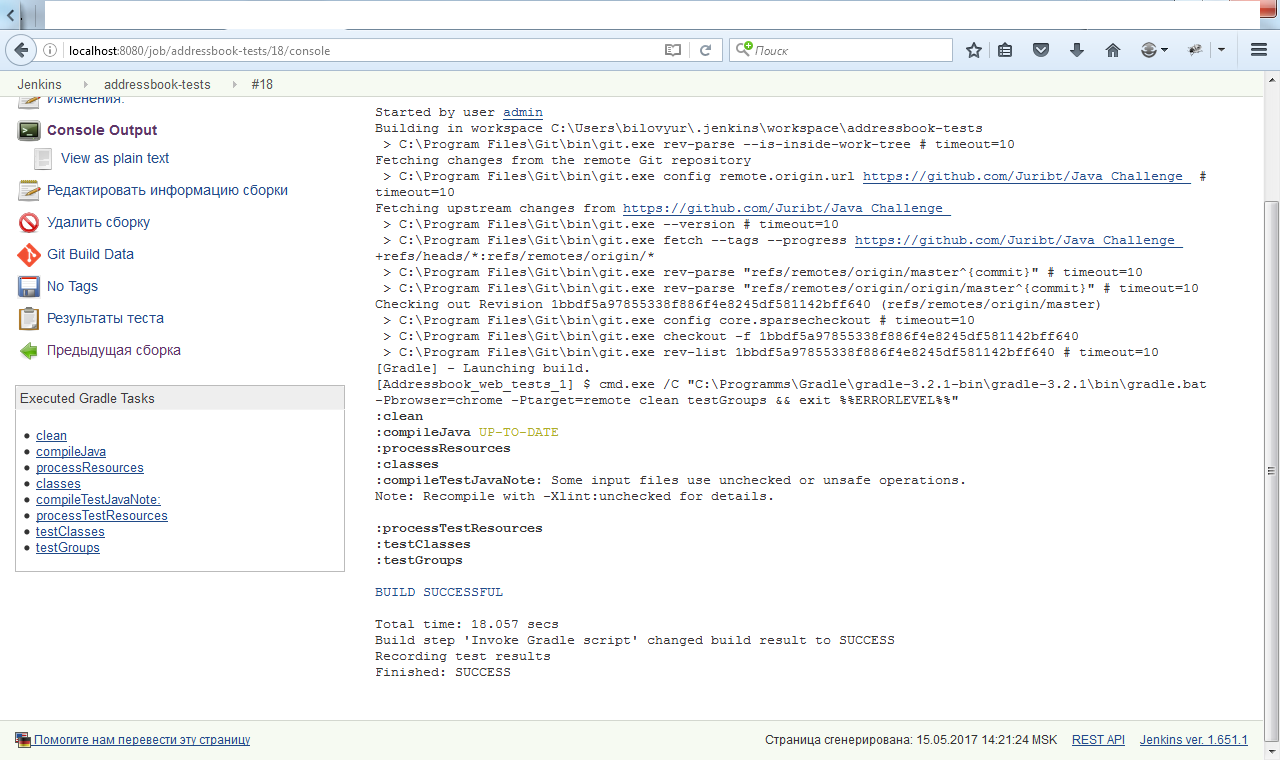 localhost:8080/job/addressbook-tests/18/console
Поиск
Jenkins addressbook-tests #18
Изменения.
Console Output
View as plain text
Редактировать информацию сборки
Удалить сборку
Git Build Data
No Tags
Результаты теста
Предыдущая сборка
Executed Gradle Tasks
clean
compileJava
processResources
classes
compileTestJavaNote:
processTestResources
testClasses
testGroups
Started by user admin
Building in workspace C:\Users\bilovyur\.jenkins\workspace\addressbook-tests
> C:\Program Files\Git\bin\git.exe rev-parse --is-inside-work-tree # timeout=10
Fetching changes from the remote Git repository
> C:\Program Files\Git\bin\git.exe config remote.origin.url https://github.com/Juribt/Java_Challenge_ #
timeout=10
Fetching upstream changes from https://github.com/Juribt/Java_Challenge_
> C:\Program Files\Git\bin\git.exe --version # timeout=10
> C:\Program Files\Git\bin\git.exe fetch --tags --progress https://github.com/Juribt/Java_Challenge_
+refs/heads/*:refs/remotes/origin/*
> C:\Program Files\Git\bin\git.exe rev-parse "refs/remotes/origin/master^{commit}" # timeout=10
> C:\Program Files\Git\bin\git.exe rev-parse "refs/remotes/origin/origin/master^{commit}" # timeout=10
Checking out Revision 1bbdf5a97855338f886f4e8245df581142bff640 (refs/remotes/origin/master)
> C:\Program Files\Git\bin\git.exe config core.sparsecheckout # timeout=10
> C:\Program Files\Git\bin\git.exe checkout -f 1bbdf5a97855338f886f4e8245df581142bff640
> C:\Program Files\Git\bin\git.exe rev-list 1bbdf5a97855338f886f4e8245df581142bff640 # timeout=10
[Gradle] - Launching build.
[Addressbook_web_tests_1] $ cmd.exe /C "C:\Programms\Gradle\gradle-3.2.1-bin\gradle-3.2.1\bin\gradle.bat
-Pbrowser=chrome -Ptarget=remote clean testGroups && exit %%ERRORLEVEL%%"
:clean
:compileJava UP-TO-DATE
:processResources
:classes
:compileTestJavaNote: Some input files use unchecked or unsafe operations.
Note: Recompile with -Xlint:unchecked for details.
:processTestResources
:testClasses
:testGroups
BUILD SUCCESSFUL
Total time: 18.057 secs
Build step 'Invoke Gradle script' changed build result to SUCCESS
Recording test results
Finished: SUCCESS
Помогите нам перевести эту страницу
Страница сгенерирована: 15.05.2017 14:21:24 MSK REST API Jenkins ver. 1.651.1